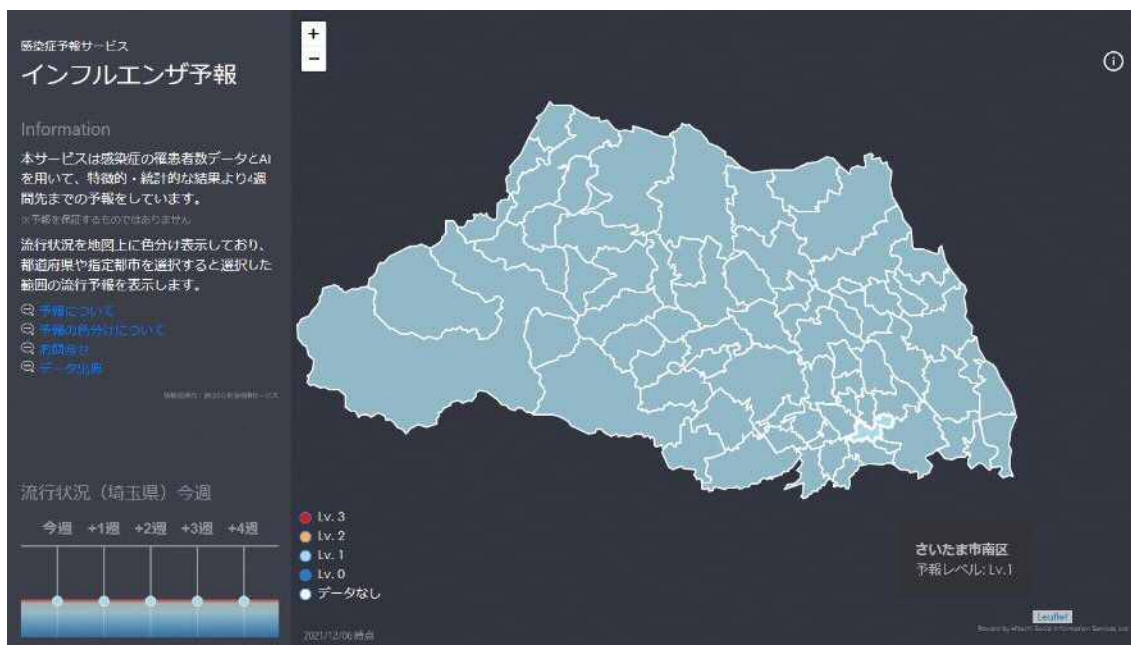 感染症予報サービス
インフルエンザ予報
Information
本サービスは感染症の罹患者数データとAI
を用いて、特徴的・統計的な結果より4週
間先までの予報をしています。
※予報を保証するものではありません
流行状況を地図上に色分け表示しており、
都道府県や指定都市を選択すると選択した
範囲の流行予報を表示します。
予報について
予報の色分けについて
お問合せ
データ出典
流行状況（埼玉県）今週
今週 +1週 +2週 +3週 +4週
+
−
Lv. 3
Lv. 2
Lv. 1
Lv. 0
データなし
2021/12/06 時点
さいたま市南区
予報レベル: Lv.1
Leaflet
Powered by Hitachi Social Information Services, Ltd.